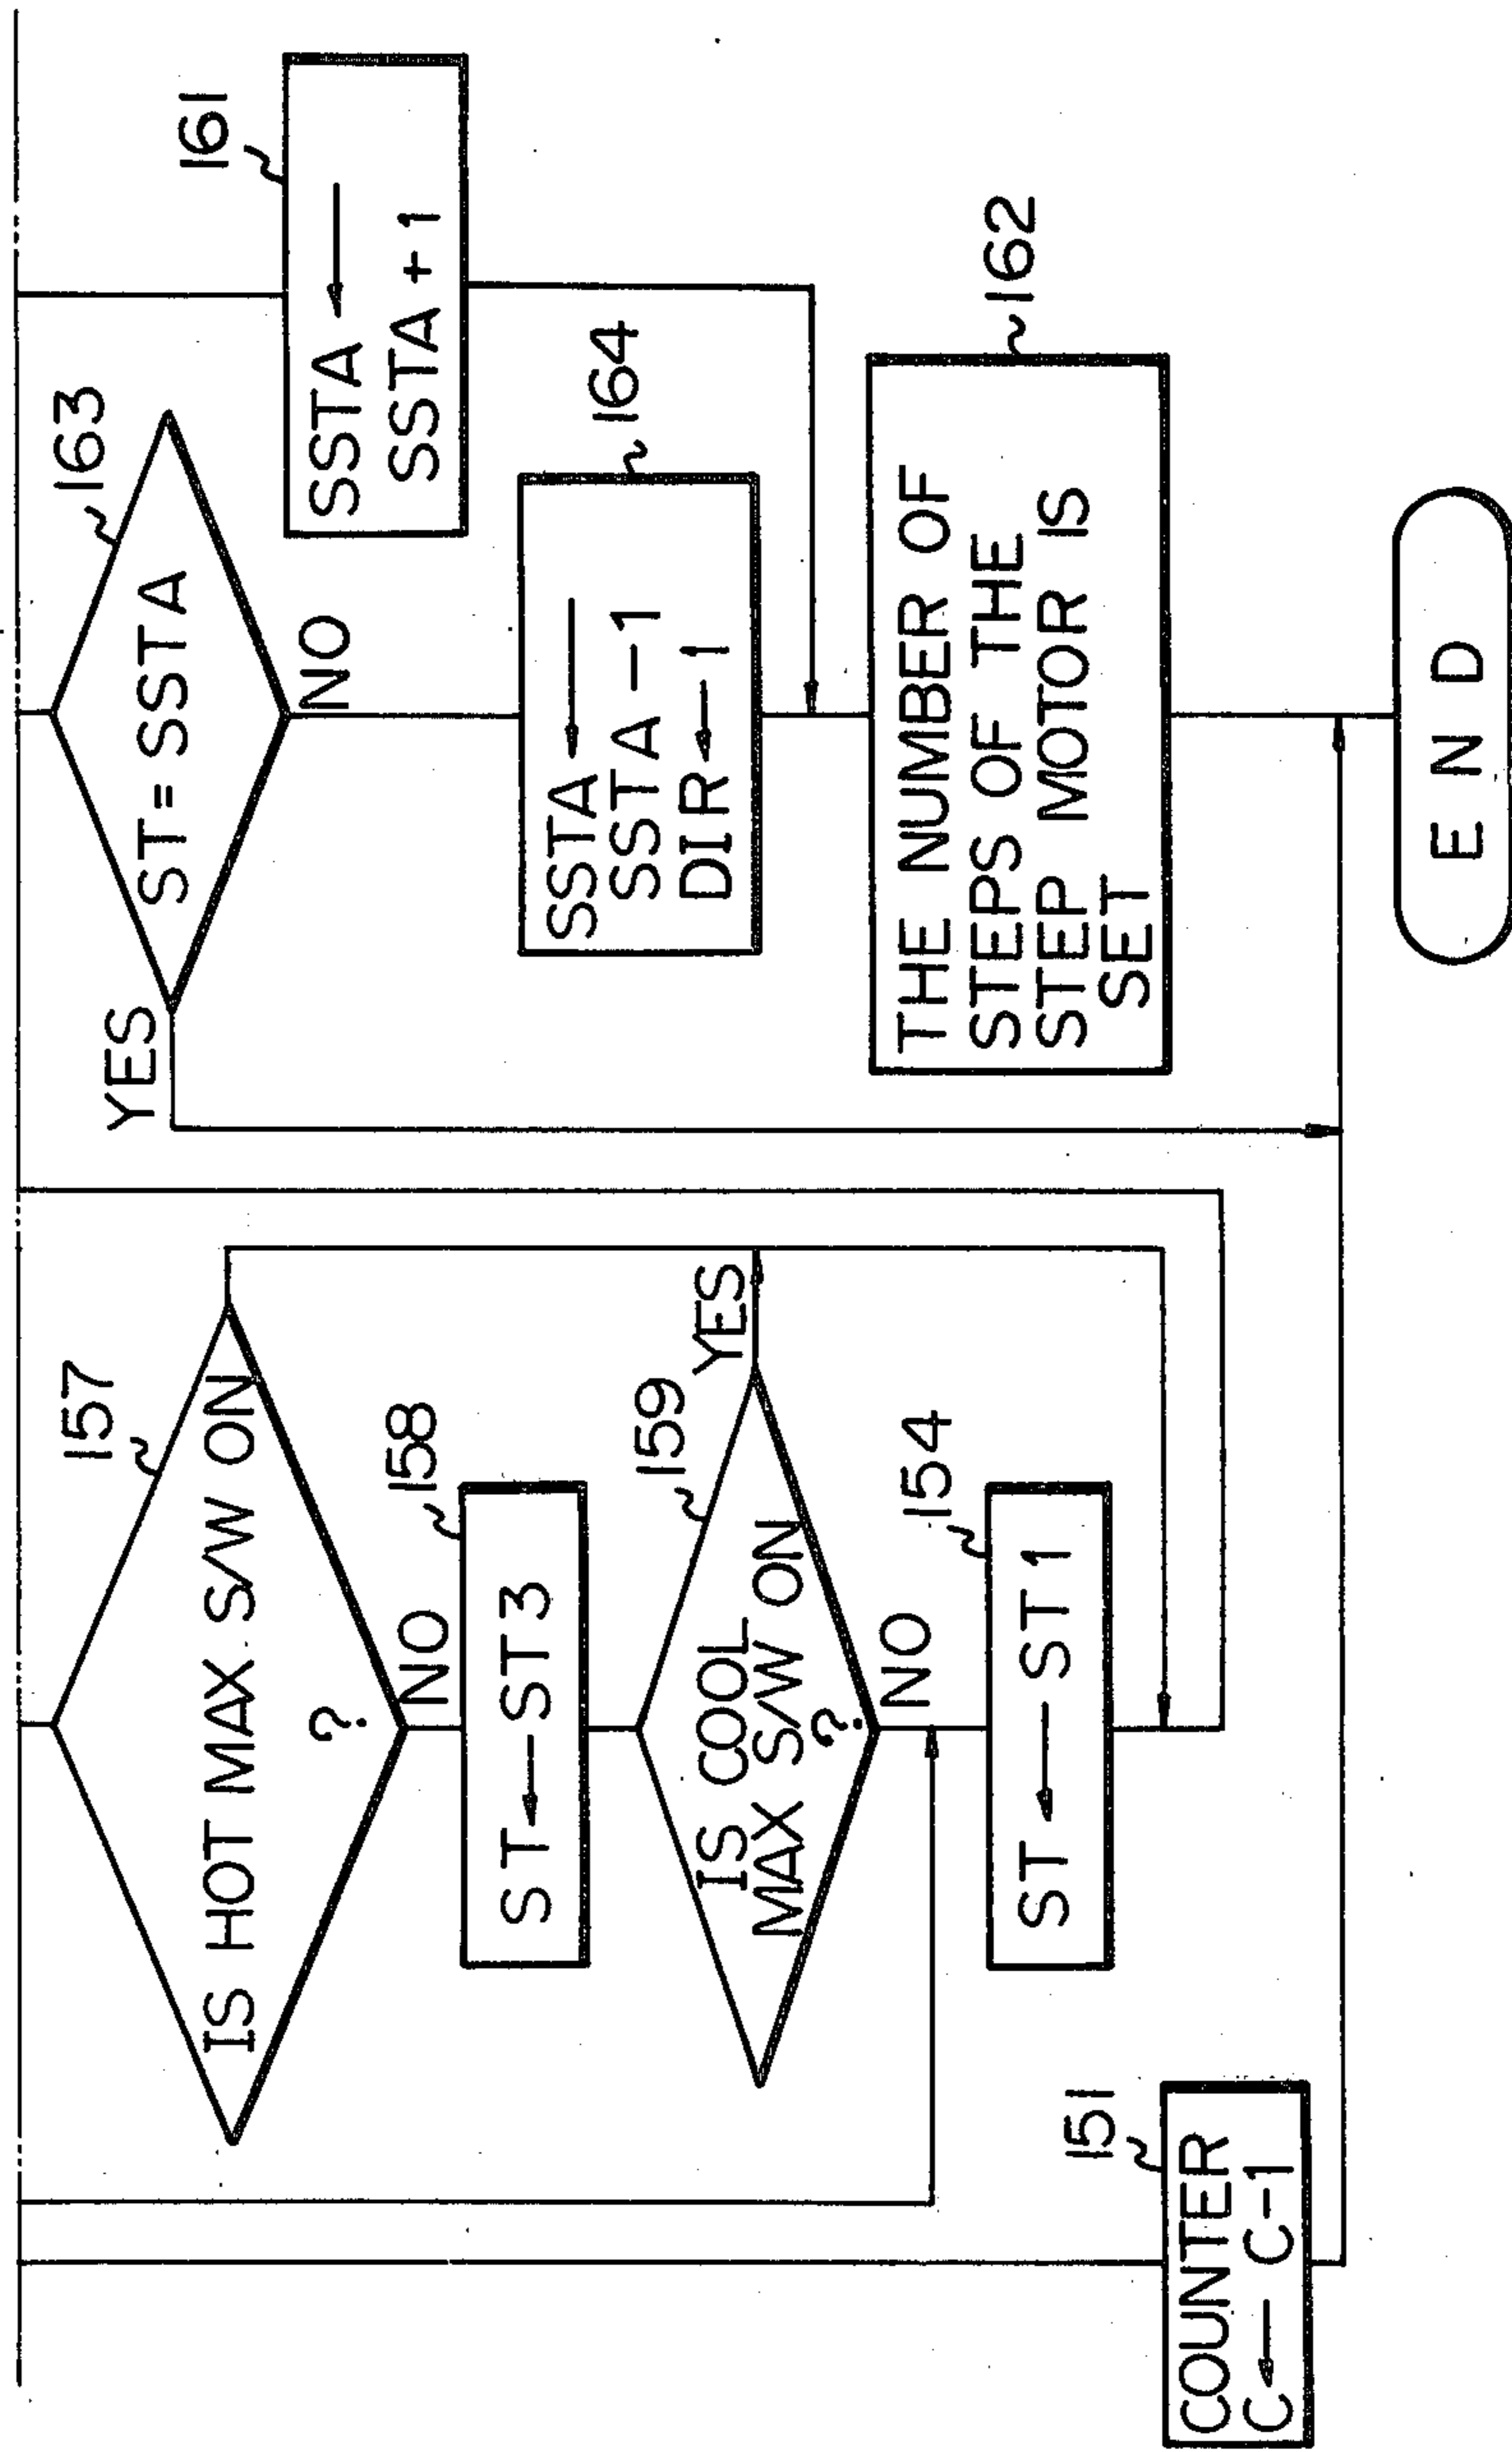 157
IS HOT MAX S/W ON
?
NO
158
ST ← ST3
159
IS COOL
MAX S/W ON
?
YES
NO
154
ST ← ST1
151
COUNTER
C ← C-1
163
ST = SSTA
YES
NO
161
SSTA ←
SSTA + 1
164
SSTA ←
SSTA - 1
DIR ← 1
162
THE NUMBER OF
STEPS OF THE
STEP MOTOR IS
SET
END